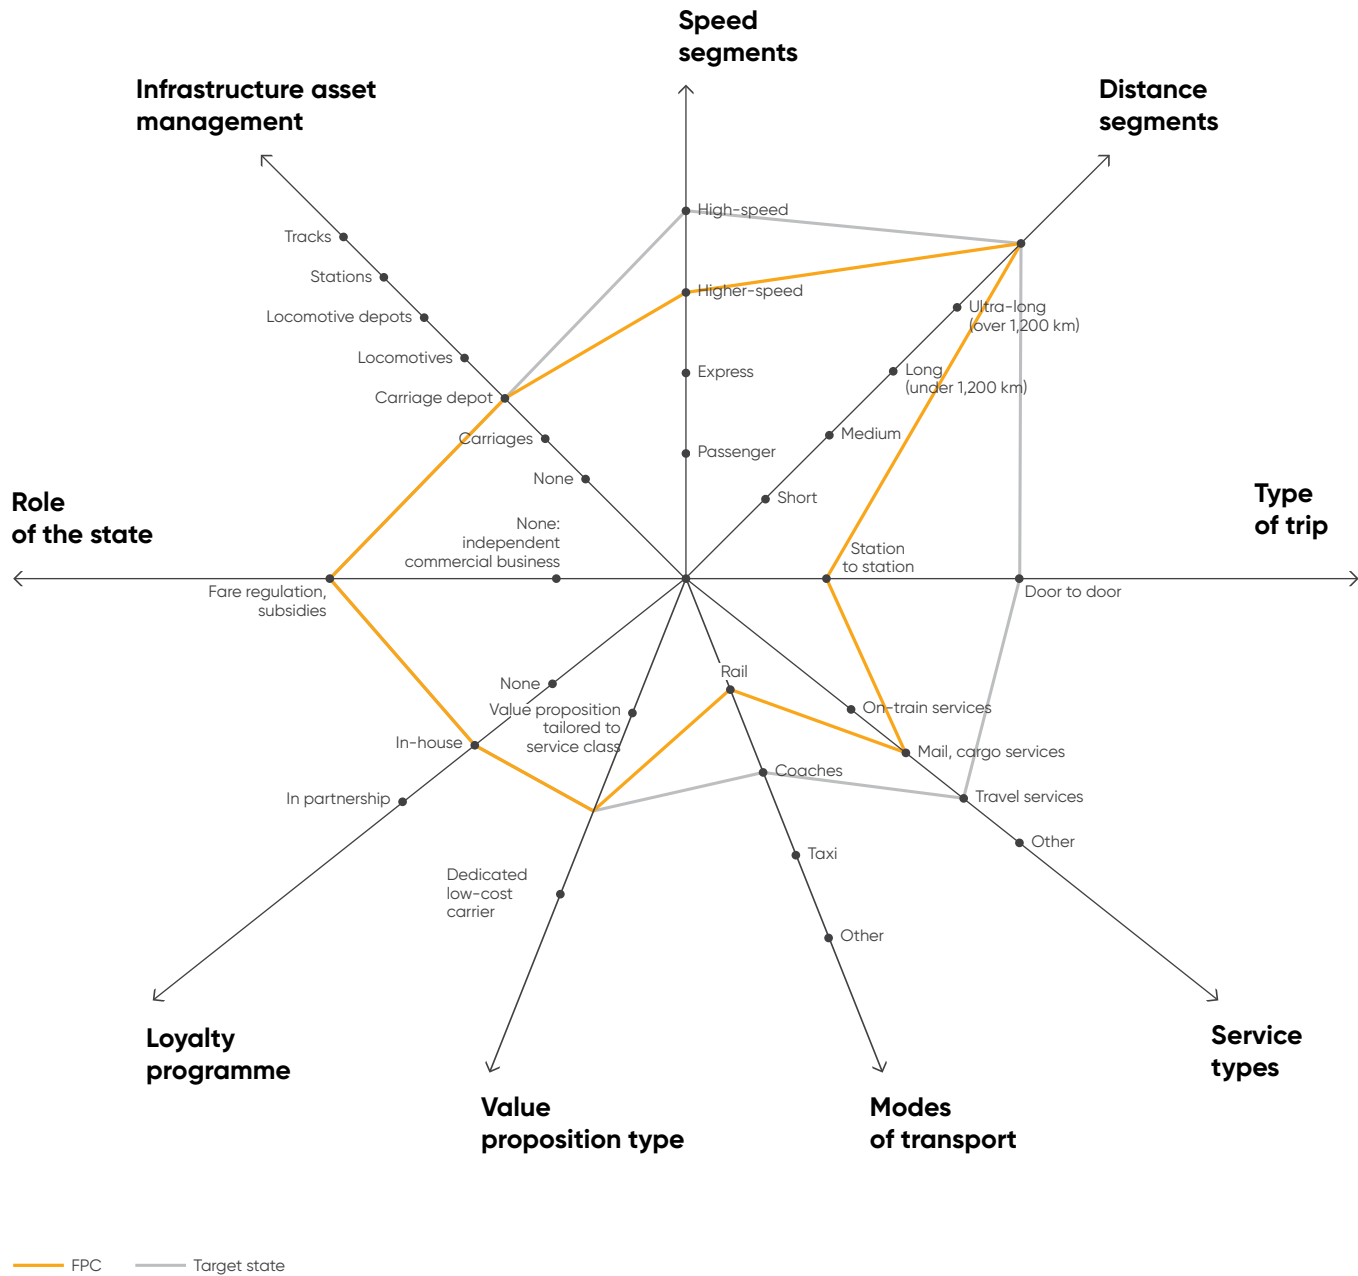 Speed
segments
Infrastructure asset
management
Distance
segments
High-speed
Tracks
Stations
Higher-speed
Ultra-long
(over 1,200 km)
Locomotive depots
Locomotives
Express
Long
(under 1,200 km)
Carriage depot
Carriages
Medium
Passenger
None
Short
Role
of the state
Type
of trip
None:
independent
commercial business
Station
to station
Fare regulation,
subsidies
Door to door
Rail
None
Value proposition
tailored to
service class
On-train services
In-house
Mail, cargo services
Coaches
In partnership
Travel services
Other
Taxi
Dedicated
low-cost
carrier
Other
Loyalty
programme
Service
types
Value
proposition type
Modes
of transport
FPC
Target state